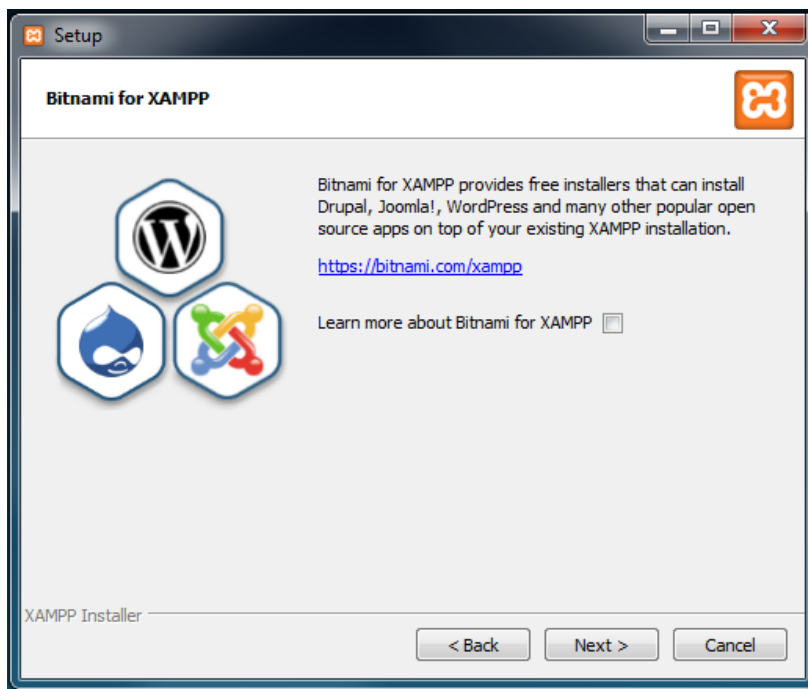 Setup
Bitnami for XAMPP
Bitnami for XAMPP provides free installers that can install
Drupal, Joomla!, WordPress and many other popular open
source apps on top of your existing XAMPP installation.
https://bitnami.com/xampp
Learn more about Bitnami for XAMPP
XAMPP Installer
< Back
Next >
Cancel